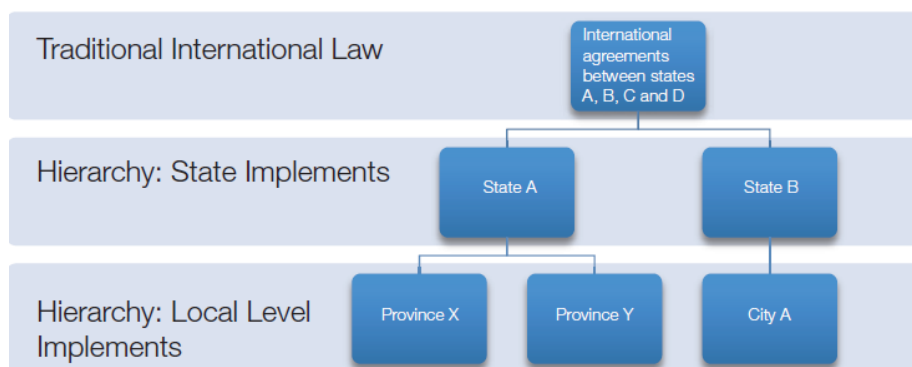 Traditional International Law
International
agreements
between states
A, B, C and D
Hierarchy: State Implements
State A
State B
Hierarchy: Local Level
Implements
Province X
Province Y
City A